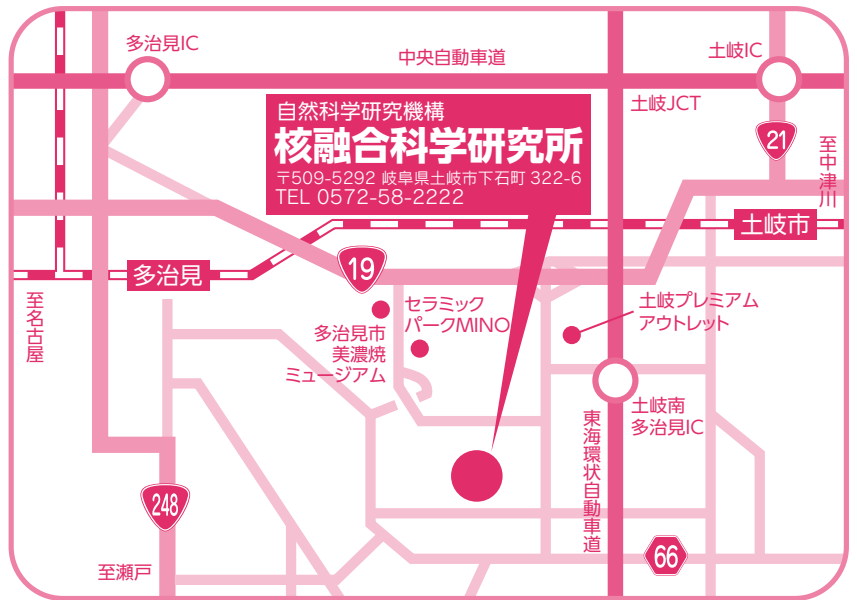 多治見IC
中央自動車道
土岐IC
土岐JCT
自然科学研究機構
核融合科学研究所
〒509-5292 岐阜県土岐市下石町 322-6
TEL 0572-58-2222
21
至中津川
土岐市
多治見
19
至名古屋
多治見市
美濃焼
ミュージアム
セラミック
パークMINO
土岐プレミアム
アウトレット
土岐南
多治見IC
東海環状自動車道
248
66
至瀬戸